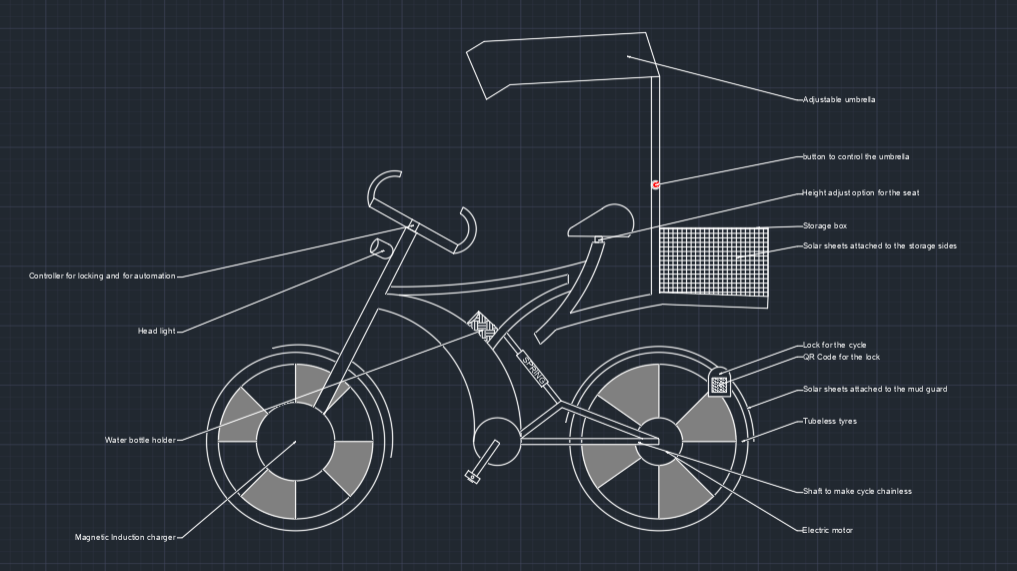 Adjustable umbrella
button to control the umbrella
Height adjust option for the seat
Storage box
Solar sheets attached to the storage sides
Controller for locking and for automation
Head light
SPRING
Lock for the cycle
QR Code for the lock
Solar sheets attached to the mud guard
Tubeless tyres
Water bottle holder
Shaft to make cycle chainless
Electric motor
Magnetic Induction charger